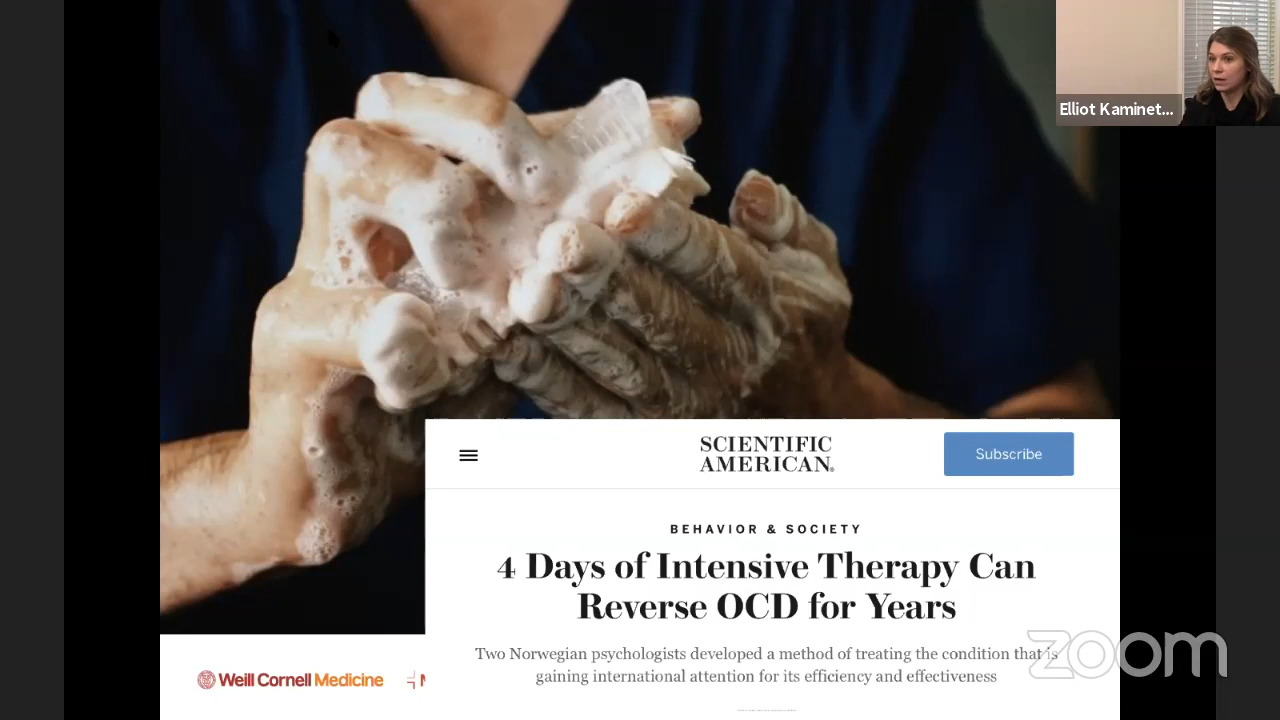 Elliot Kaminet...
SCIENTIFIC
AMERICAN®
Subscribe
BEHAVIOR & SOCIETY
4 Days of Intensive Therapy Can
Reverse OCD for Years
Two Norwegian psychologists developed a method of treating the condition that is
gaining international attention for its efficiency and effectiveness
Weill Cornell Medicine
zoom